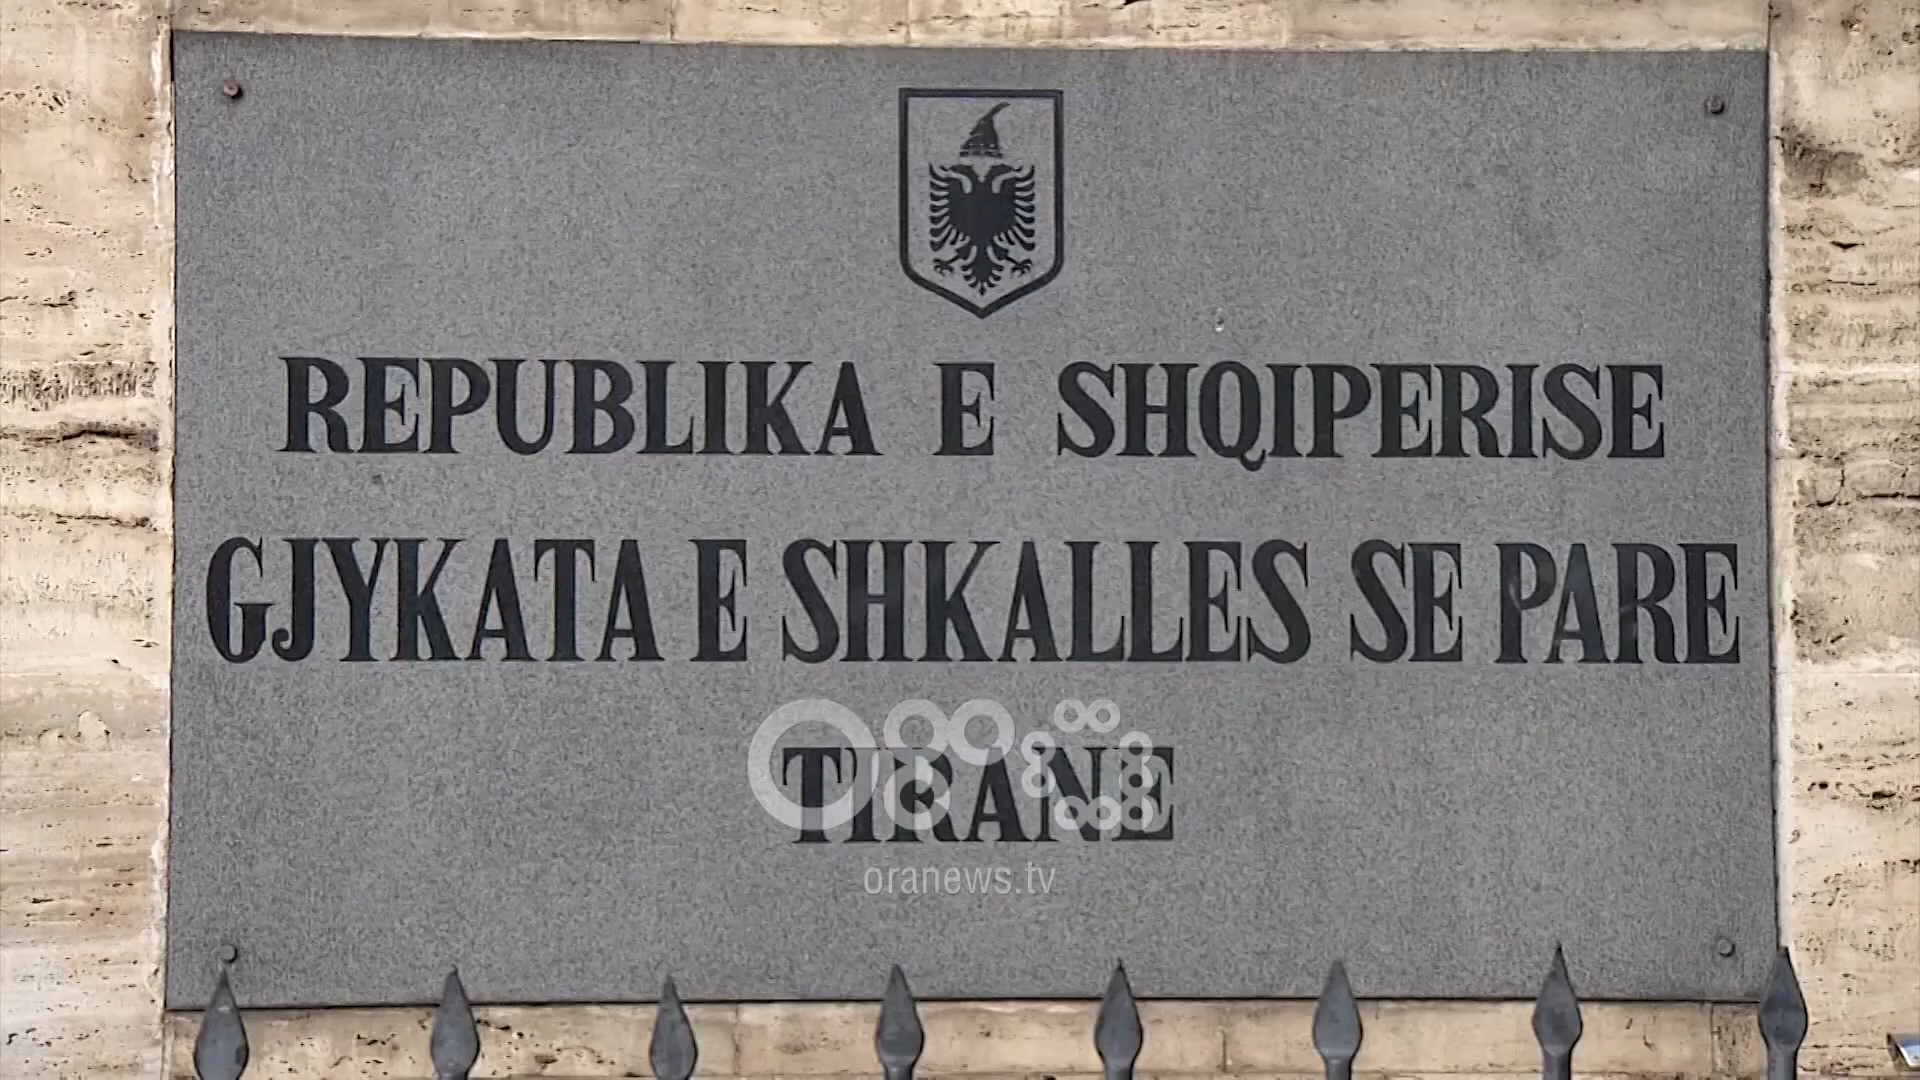 REPUBLIKA E SHQIPERISE
GJYKATA E SHKALLES SE PARE
TIRANE
oranews.tv